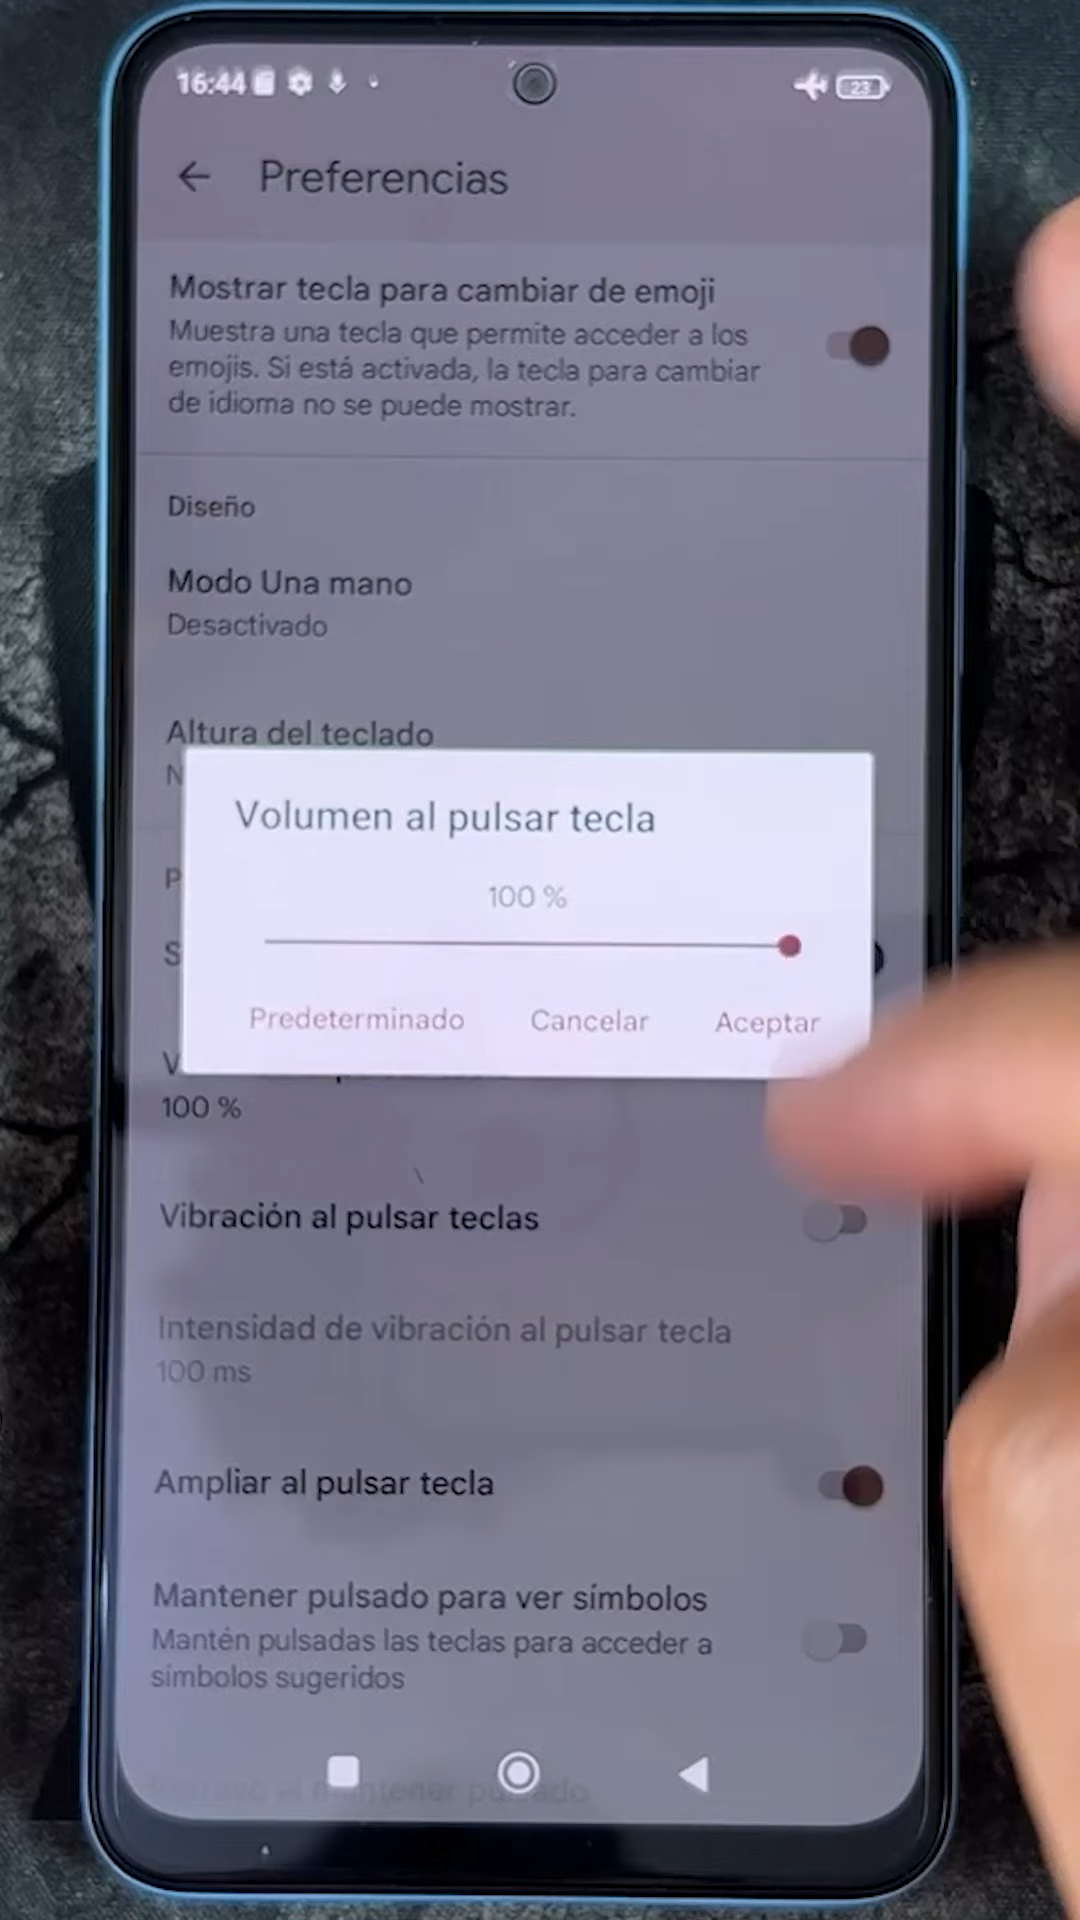 16:44
23
Preferencias
Mostrar tecla para cambiar de emoji
Muestra una tecla que permite acceder a los
emojis. Si está activada, la tecla para cambiar
de idioma no se puede mostrar.
Diseño
Modo Una mano
Desactivado
Altura del teclado
N
P
S
Volumen al pulsar tecla
100 %
Predeterminado
Cancelar
Aceptar
V
100 %
Vibración al pulsar teclas
Intensidad de vibración al pulsar tecla
100 ms
Ampliar al pulsar tecla
Mantener pulsado para ver símbolos
Mantén pulsadas las teclas para acceder a
símbolos sugeridos